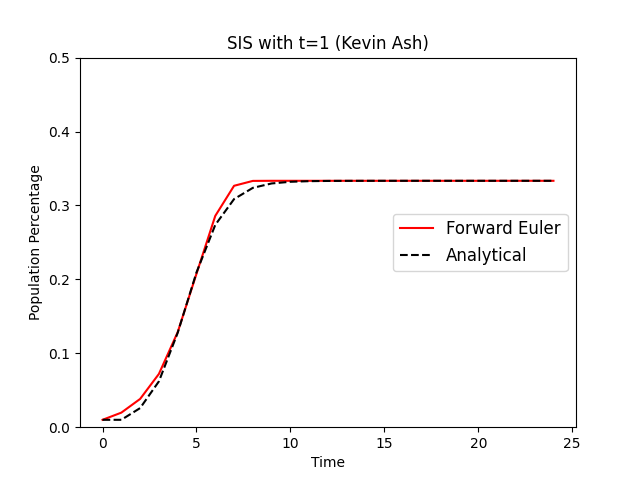 SIS with t=1 (Kevin Ash)
Population Percentage
0.5
0.4
0.3
0.2
0.1
0.0
Forward Euler
Analytical
0 5 10 15 20 25
Time